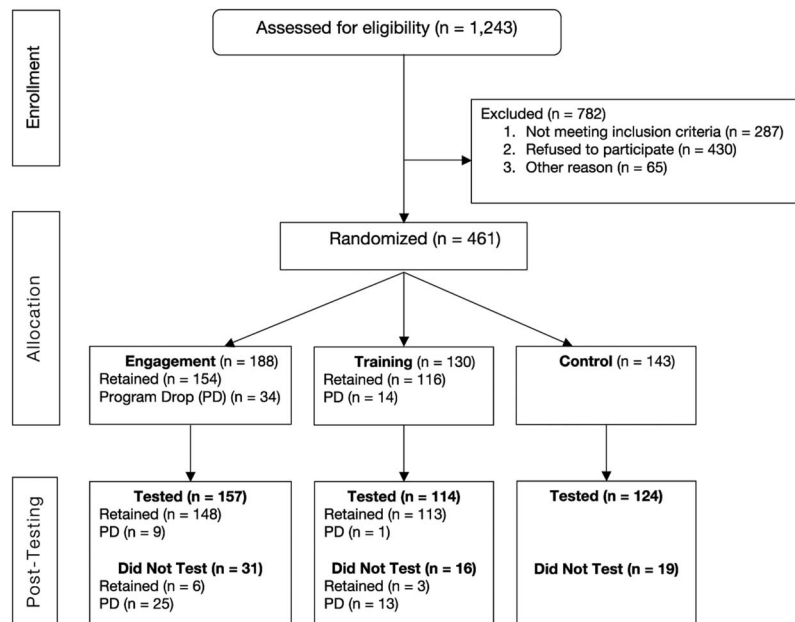 Enrollment
Assessed for eligibility (n = 1,243)
Excluded (n = 782)
1. Not meeting inclusion criteria (n = 287)
2. Refused to participate (n = 430)
3. Other reason (n = 65)
Allocation
Randomized (n = 461)
Engagement (n = 188)
Retained (n = 154)
Program Drop (PD) (n = 34)
Training (n = 130)
Retained (n = 116)
PD (n = 14)
Control (n = 143)
Post-Testing
Tested (n = 157)
Retained (n = 148)
PD (n = 9)
Did Not Test (n = 31)
Retained (n = 6)
PD (n = 25)
Tested (n = 114)
Retained (n = 113)
PD (n = 1)
Did Not Test (n = 16)
Retained (n = 3)
PD (n = 13)
Tested (n = 124)
Did Not Test (n = 19)